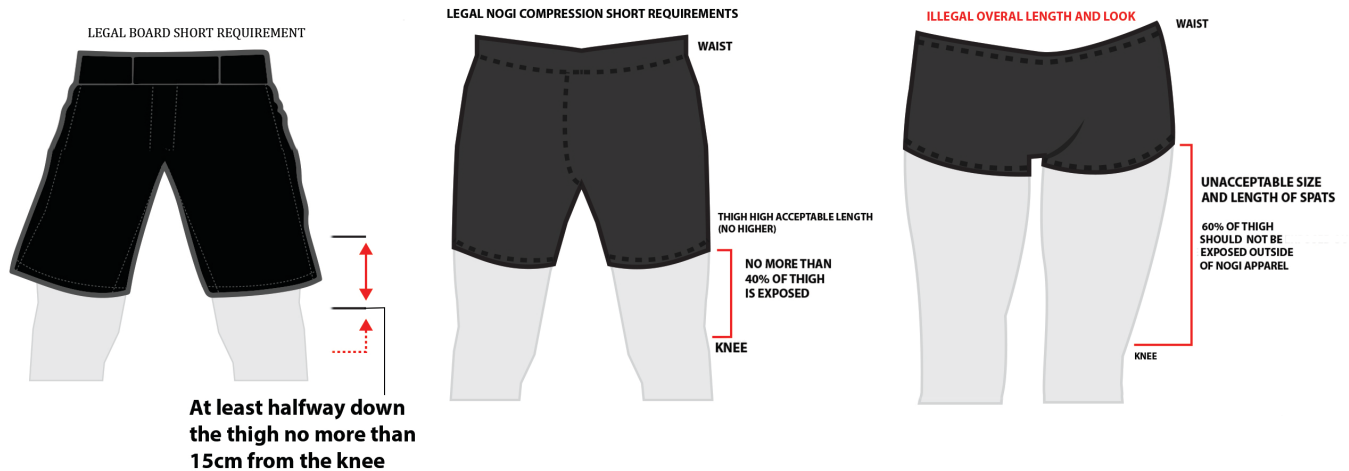 LEGAL BOARD SHORT REQUIREMENT
At least halfway down
the thigh no more than
15cm from the knee
LEGAL NOGI COMPRESSION SHORT REQUIREMENTS
WAIST
THIGH HIGH ACCEPTABLE LENGTH
(NO HIGHER)
NO MORE THAN
40% OF THIGH
IS EXPOSED
KNEE
ILLEGAL OVERAL LENGTH AND LOOK
WAIST
UNACCEPTABLE SIZE
AND LENGTH OF SPATS
60% OF THIGH
SHOULD NOT BE
EXPOSED OUTSIDE
OF NOGI APPAREL
KNEE